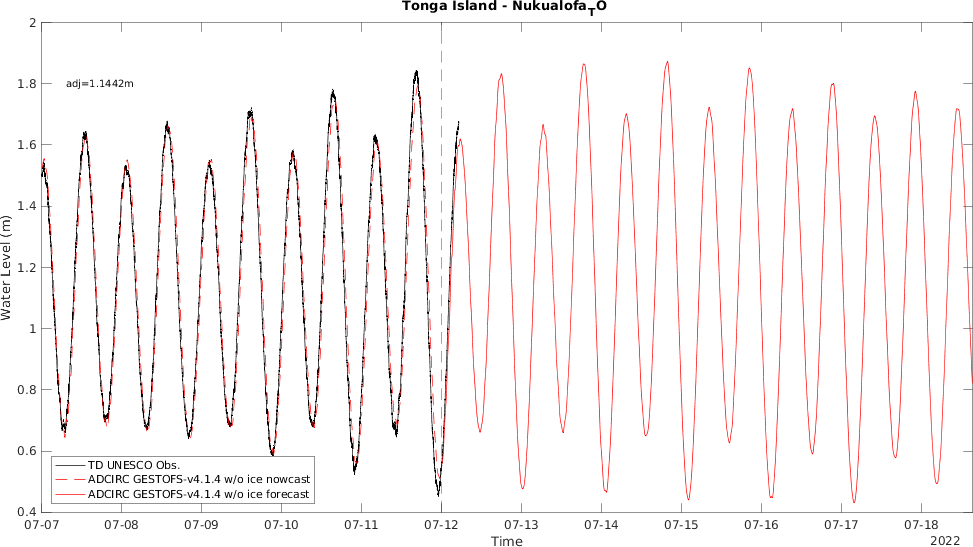 Tonga Island - NukualofaTO
2
1.8
1.6
1.4
1.2
1
0.8
0.6
0.4
Water Level (m)
adj=1.1442m
TD UNESCO Obs.
ADCIRC GESTOFS-v4.1.4 w/o ice nowcast
ADCIRC GESTOFS-v4.1.4 w/o ice forecast
07-07 07-08 07-09 07-10 07-11 07-12 07-13 07-14 07-15 07-16 07-17 07-18
Time
2022